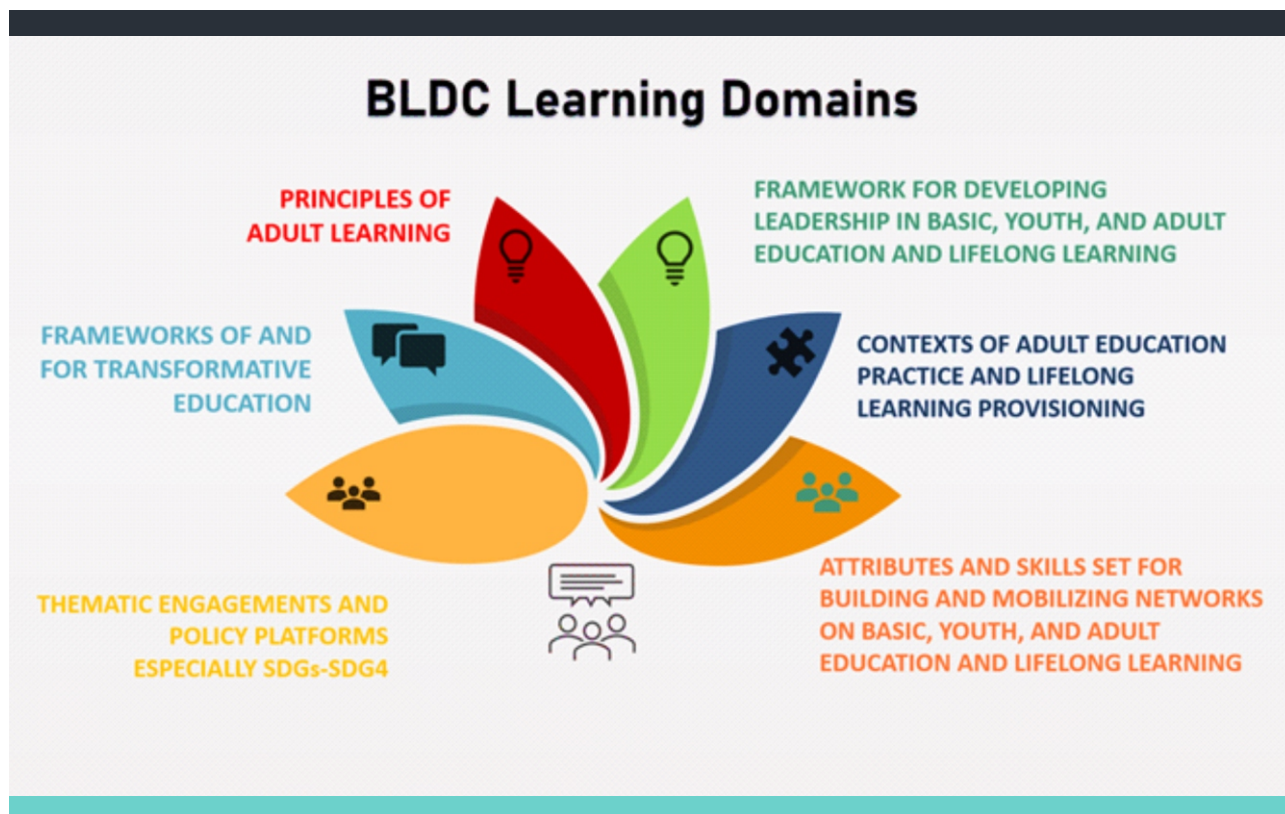 BLDC Learning Domains
PRINCIPLES OF
ADULT LEARNING
FRAMEWORK FOR DEVELOPING
LEADERSHIP IN BASIC, YOUTH, AND ADULT
EDUCATION AND LIFELONG LEARNING
FRAMEWORKS OF AND
FOR TRANSFORMATIVE
EDUCATION
CONTEXTS OF ADULT EDUCATION
PRACTICE AND LIFELONG
LEARNING PROVISIONING
THEMATIC ENGAGEMENTS AND
POLICY PLATFORMS
ESPECIALLY SDGs-SDG4
ATTRIBUTES AND SKILLS SET FOR
BUILDING AND MOBILIZING NETWORKS
ON BASIC, YOUTH, AND ADULT
EDUCATION AND LIFELONG LEARNING